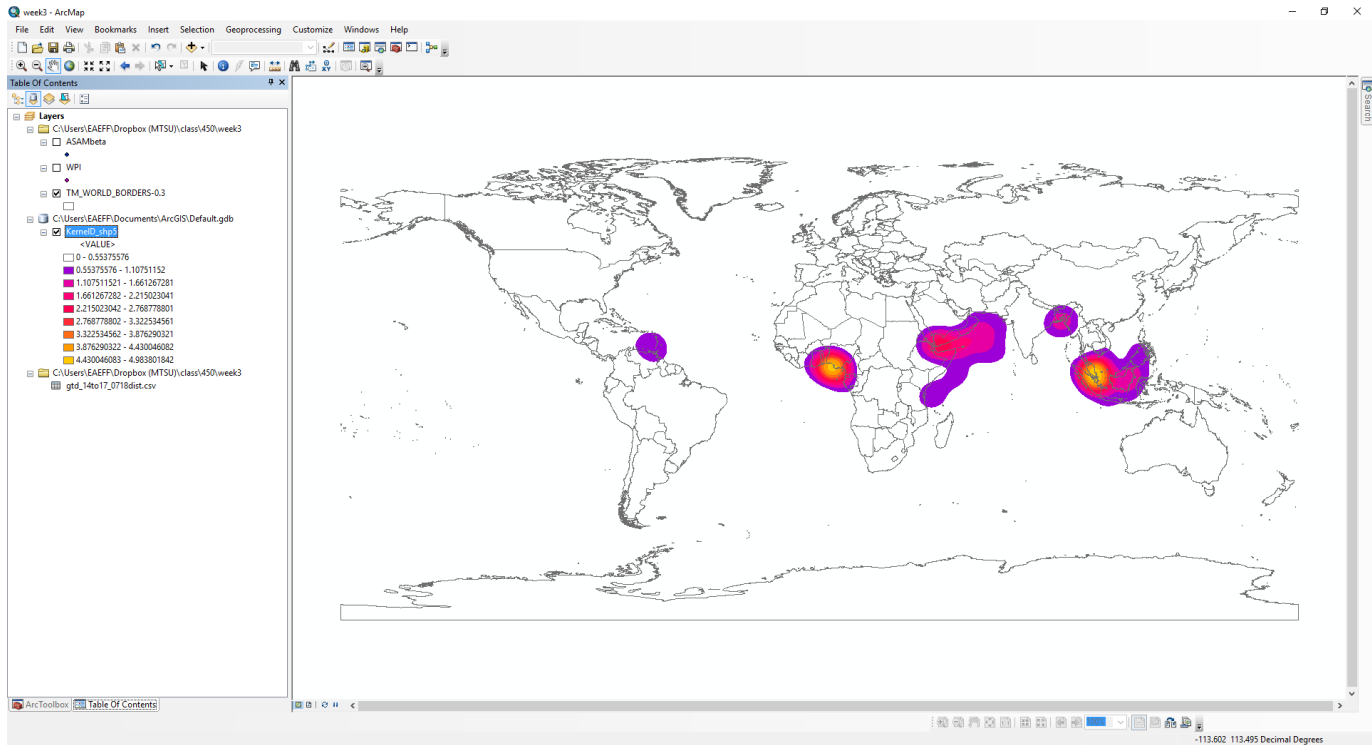 week3 - ArcMap
File Edit View Bookmarks Insert Selection Geoprocessing Customize Windows Help
Table Of Contents
Search
Layers
C:\Users\EAEFF\Dropbox (MTSU)\class\450\week3
ASAMbeta
WPI
TM_WORLD_BORDERS-0.3
C:\Users\EAEFF\Documents\ArcGIS\Default.gdb
KernelD_shp5
<VALUE>
0 - 0.55375576
0.55375576 - 1.10751152
1.107511521 - 1.661267281
1.661267282 - 2.215023041
2.215023042 - 2.768778801
2.768778802 - 3.322534561
3.322534562 - 3.876290321
3.876290322 - 4.430046082
4.430046083 - 4.983801842
C:\Users\EAEFF\Dropbox (MTSU)\class\450\week3
gtd_14to17_0718dist.csv
ArcToolbox Table Of Contents
100%
-113.602 113.495 Decimal Degrees